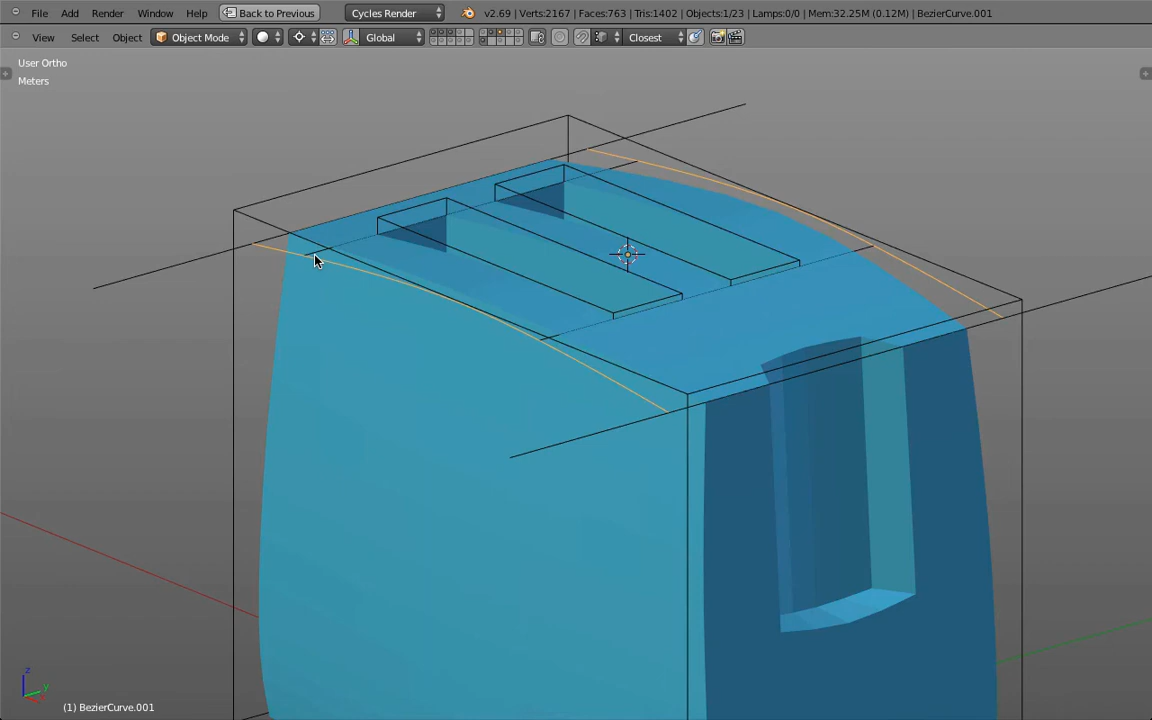 File Add Render Window Help Back to Previous Cycles Render v2.69 | Verts:2167 | Faces:763 | Tris:1402 | Objects:1/23 | Lamps:0/0 | Mem:32.25M (0.12M) | BezierCurve.001
View Select Object Object Mode Global Closest
User Ortho
Meters
z
y
x
(1) BezierCurve.001